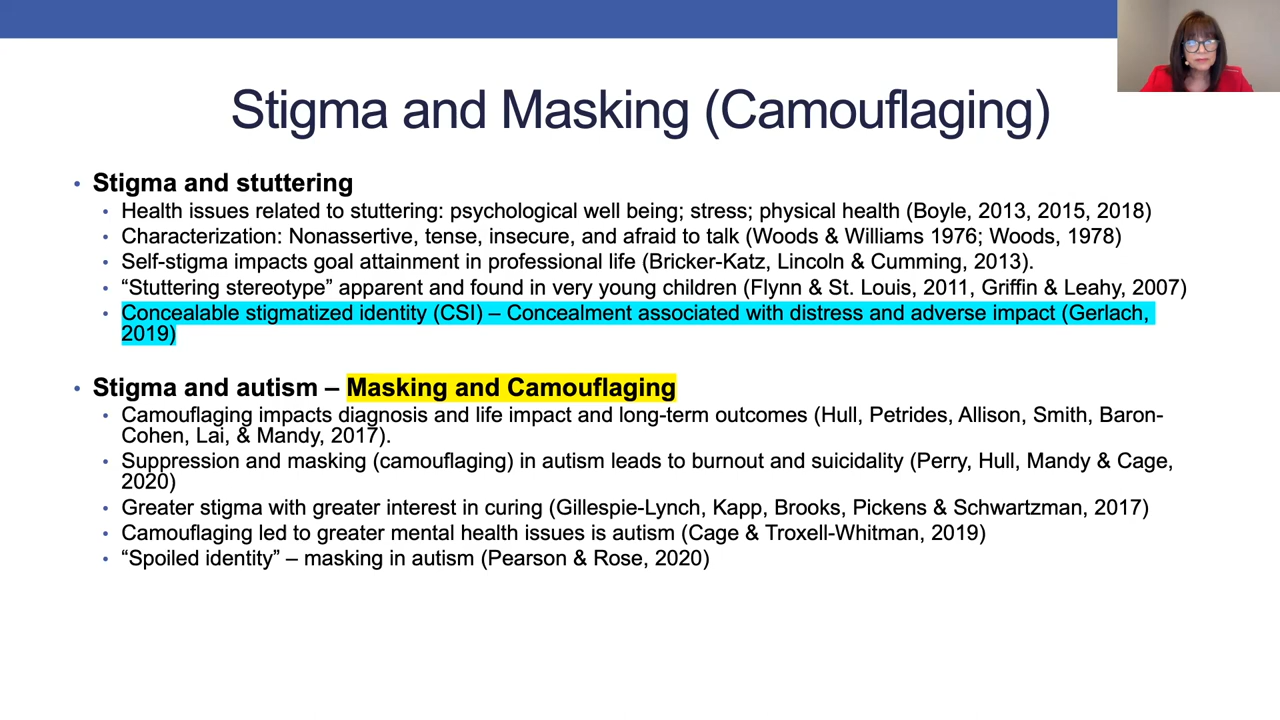 Stigma and Masking (Camouflaging)
• Stigma and stuttering
• Health issues related to stuttering: psychological well being; stress; physical health (Boyle, 2013, 2015, 2018)
• Characterization: Nonassertive, tense, insecure, and afraid to talk (Woods & Williams 1976; Woods, 1978)
• Self-stigma impacts goal attainment in professional life (Bricker-Katz, Lincoln & Cumming, 2013).
• “Stuttering stereotype” apparent and found in very young children (Flynn & St. Louis, 2011, Griffin & Leahy, 2007)
• Concealable stigmatized identity (CSI) – Concealment associated with distress and adverse impact (Gerlach,
2019)
• Stigma and autism – Masking and Camouflaging
• Camouflaging impacts diagnosis and life impact and long-term outcomes (Hull, Petrides, Allison, Smith, Baron-
Cohen, Lai, & Mandy, 2017).
• Suppression and masking (camouflaging) in autism leads to burnout and suicidality (Perry, Hull, Mandy & Cage,
2020)
• Greater stigma with greater interest in curing (Gillespie-Lynch, Kapp, Brooks, Pickens & Schwartzman, 2017)
• Camouflaging led to greater mental health issues is autism (Cage & Troxell-Whitman, 2019)
• “Spoiled identity” – masking in autism (Pearson & Rose, 2020)